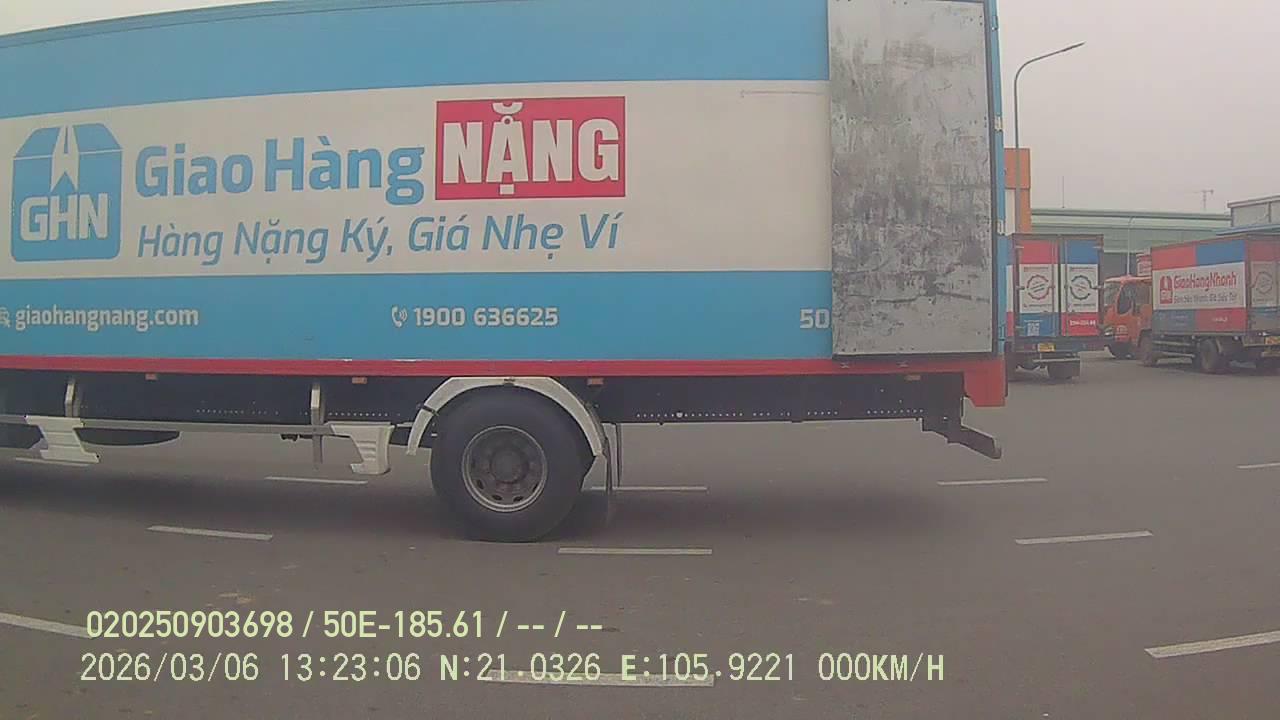 GHN
Giao Hàng NẶNG
Hàng Nặng Ký, Giá Nhẹ Ví
giaohangnang.com
1900 636625
50
GHN
GiaoHangNhanh
020250903698 / 50E-185.61 / -- / --
2026/03/06 13:23:06 N:21.0326 E:105.9221 000KM/H